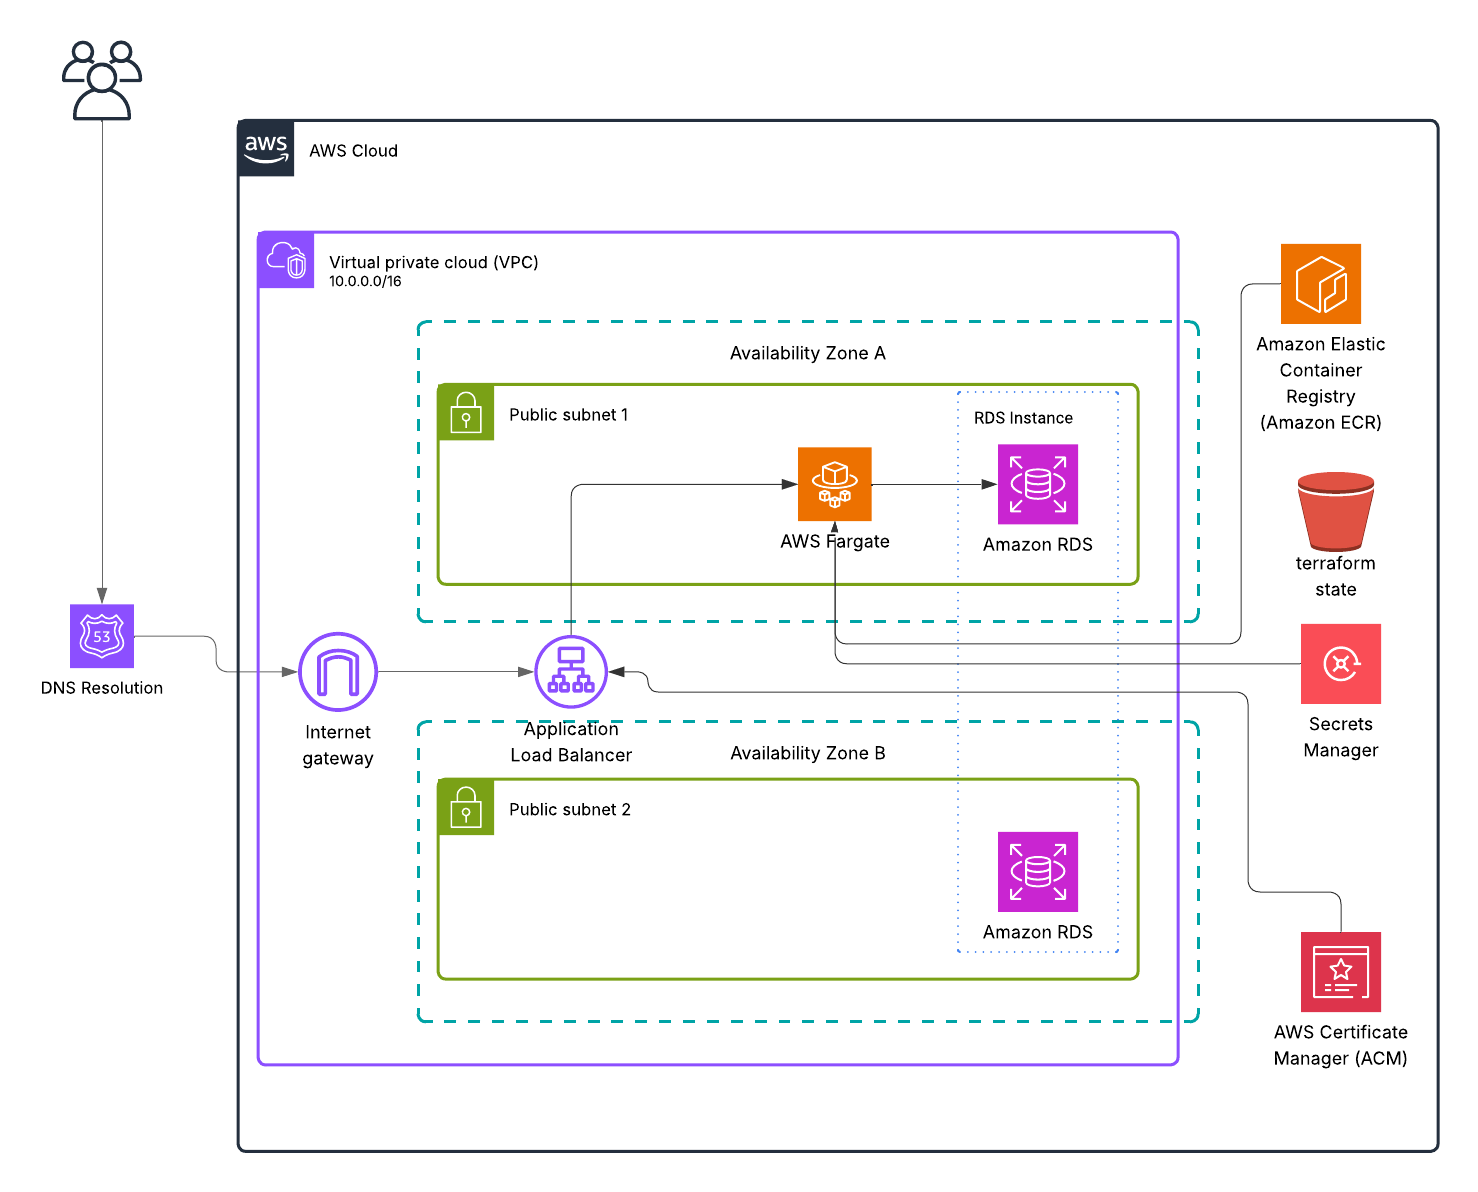 aws
AWS Cloud
Virtual private cloud (VPC)
10.0.0.0/16
Availability Zone A
Public subnet 1
RDS Instance
AWS Fargate
Amazon RDS
Amazon Elastic
Container
Registry
(Amazon ECR)
terraform
state
53
DNS Resolution
Internet
gateway
Application
Load Balancer
Secrets
Manager
Availability Zone B
Public subnet 2
Amazon RDS
AWS Certificate
Manager (ACM)